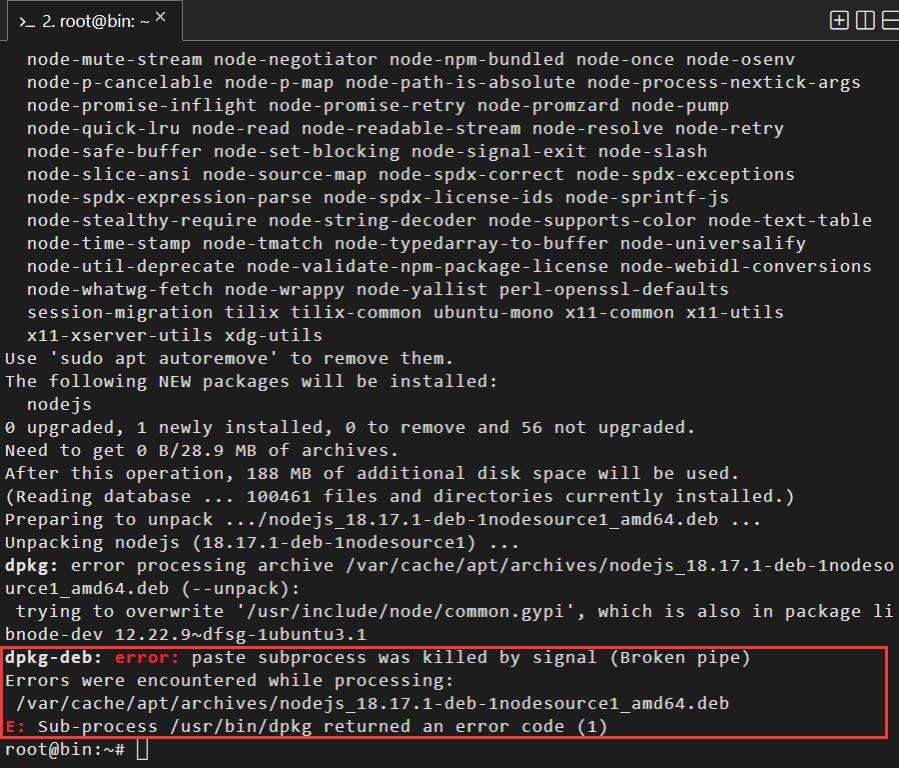 2. root@bin: ~
node-mute-stream node-negotiator node-npm-bundled node-once node-osenv
node-p-cancelable node-p-map node-path-is-absolute node-process-nextick-args
node-promise-inflight node-promise-retry node-promzard node-pump
node-quick-lru node-read node-readable-stream node-resolve node-retry
node-safe-buffer node-set-blocking node-signal-exit node-slash
node-slice-ansi node-source-map node-spdx-correct node-spdx-exceptions
node-spdx-expression-parse node-spdx-license-ids node-sprintf-js
node-stealthy-require node-string-decoder node-supports-color node-text-table
node-time-stamp node-tmatch node-typedarray-to-buffer node-universalify
node-util-deprecate node-validate-npm-package-license node-webidl-conversions
node-whatwg-fetch node-wrappy node-yallist perl-openssl-defaults
session-migration tilix tilix-common ubuntu-mono x11-common x11-utils
x11-xserver-utils xdg-utils
Use 'sudo apt autoremove' to remove them.
The following NEW packages will be installed:
nodejs
0 upgraded, 1 newly installed, 0 to remove and 56 not upgraded.
Need to get 0 B/28.9 MB of archives.
After this operation, 188 MB of additional disk space will be used.
(Reading database ... 100461 files and directories currently installed.)
Preparing to unpack .../nodejs_18.17.1-deb-1nodesource1_amd64.deb ...
Unpacking nodejs (18.17.1-deb-1nodesource1) ...
dpkg: error processing archive /var/cache/apt/archives/nodejs_18.17.1-deb-1nodeso
urce1_amd64.deb (--unpack):
trying to overwrite '/usr/include/node/common.gypi', which is also in package li
bnode-dev 12.22.9~dfsg-1ubuntu3.1
dpkg-deb: error: paste subprocess was killed by signal (Broken pipe)
Errors were encountered while processing:
/var/cache/apt/archives/nodejs_18.17.1-deb-1nodesource1_amd64.deb
E: Sub-process /usr/bin/dpkg returned an error code (1)
root@bin:~#